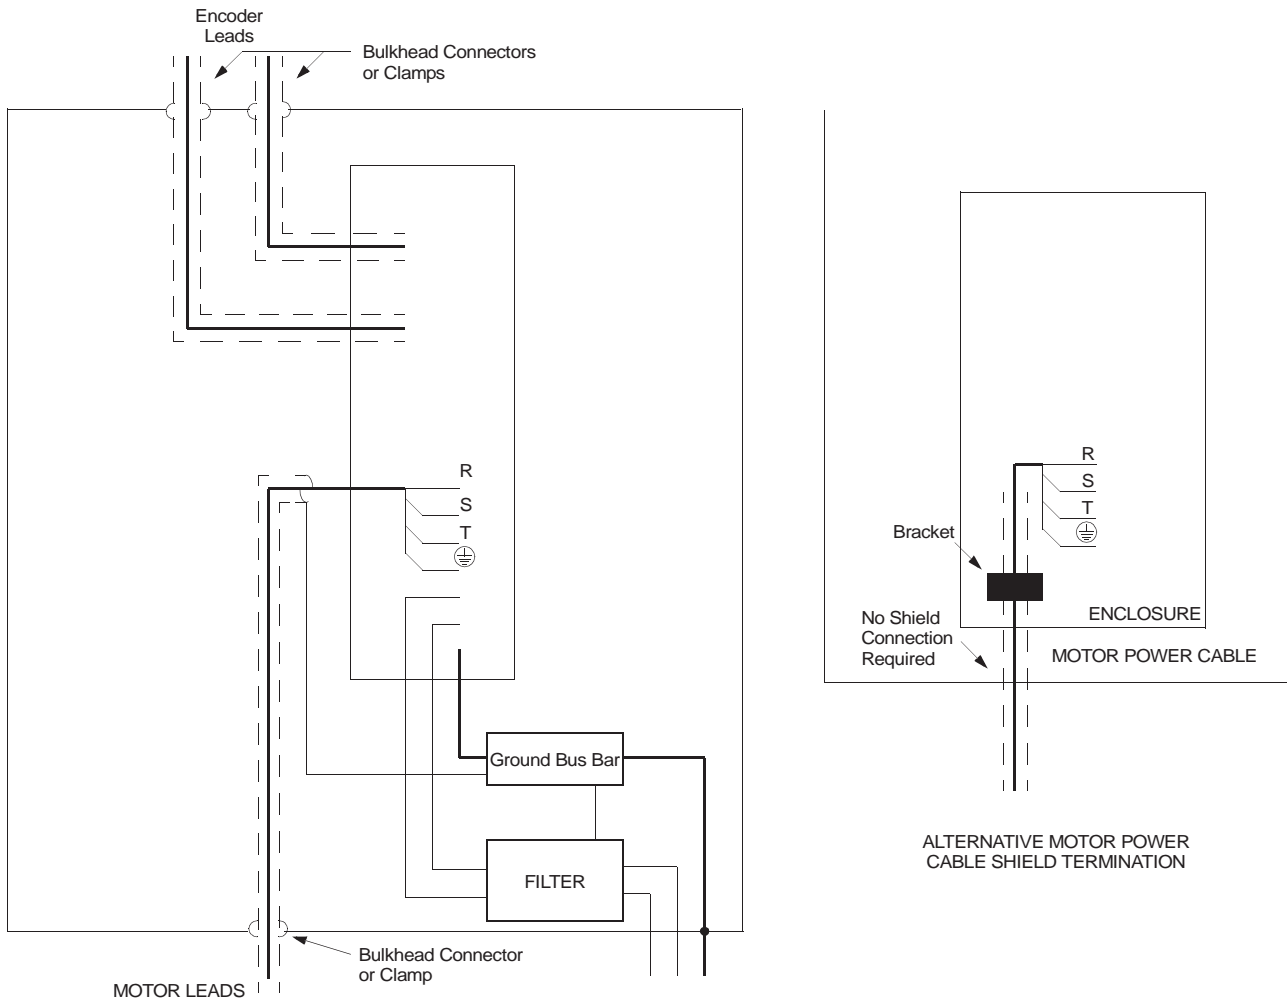 Encoder
Leads
Bulkhead Connectors
or Clamps
R
S
T
Ground Bus Bar
FILTER
Bulkhead Connector
or Clamp
MOTOR LEADS
R
S
T
Bracket
ENCLOSURE
No Shield
Connection
Required
MOTOR POWER CABLE
ALTERNATIVE MOTOR POWER
CABLE SHIELD TERMINATION